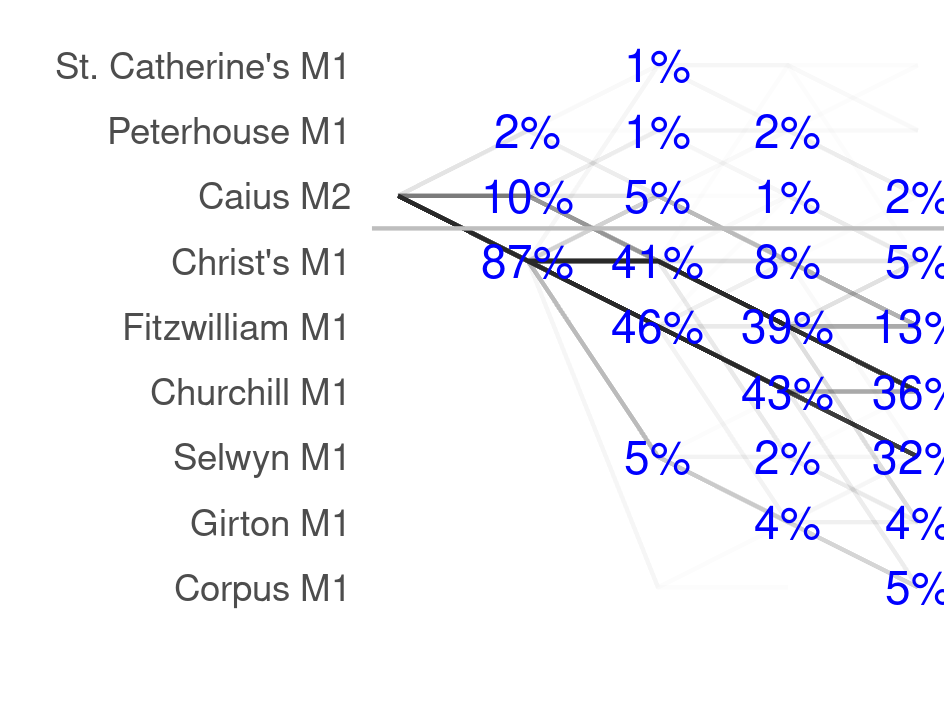 St. Catherine's M1 1%
Peterhouse M1 2% 1% 2%
Caius M2 10% 5% 1% 2%
Christ's M1 87% 41% 8% 5%
Fitzwilliam M1 46% 39% 13%
Churchill M1 43% 36%
Selwyn M1 5% 2% 32%
Girton M1 4% 4%
Corpus M1 5%